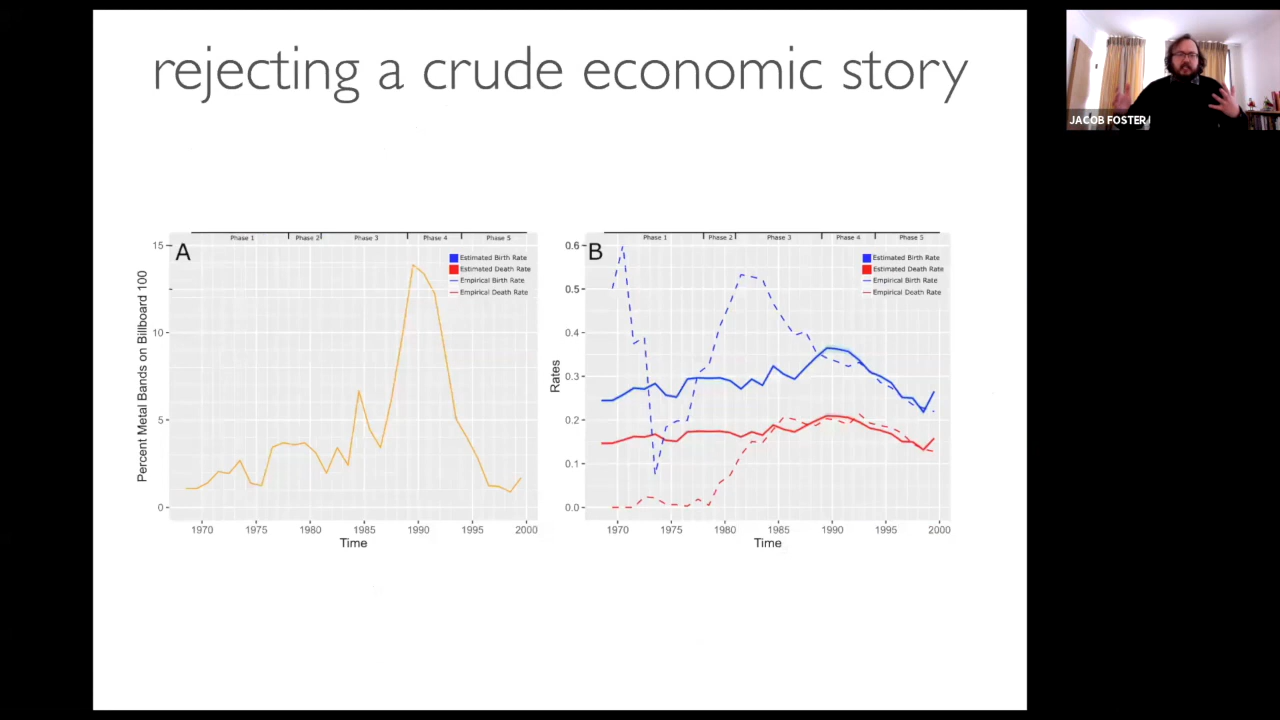 rejecting a crude economic story
JACOB FOSTER
A
Phase 1 Phase 2 Phase 3 Phase 4 Phase 5
Estimated Birth Rate
Estimated Death Rate
Empirical Birth Rate
Empirical Death Rate
Percent Metal Bands on Billboard 100
15
10
5
0
1970 1975 1980 1985 1990 1995 2000
Time
B
Phase 1 Phase 2 Phase 3 Phase 4 Phase 5
Estimated Birth Rate
Estimated Death Rate
Empirical Birth Rate
Empirical Death Rate
Rates
0.6
0.5
0.4
0.3
0.2
0.1
0.0
1970 1975 1980 1985 1990 1995 2000
Time